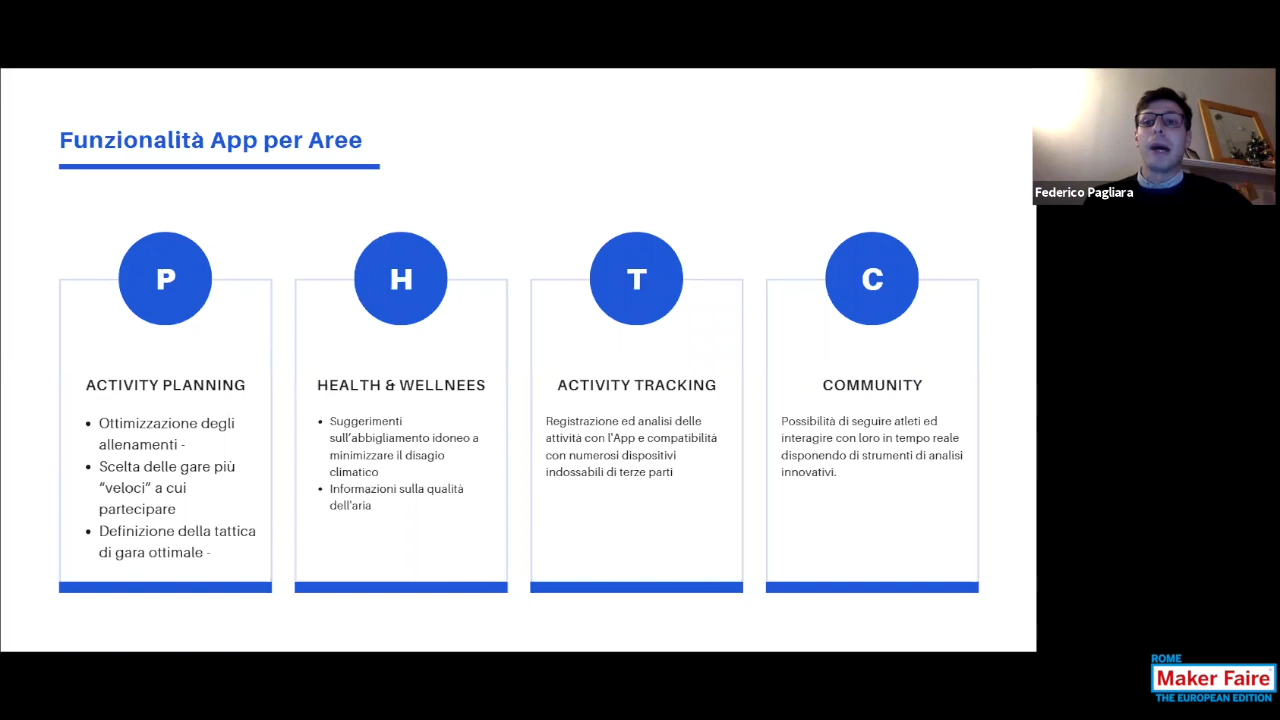 Funzionalità App per Aree
P
ACTIVITY PLANNING
• Ottimizzazione degli
allenamenti -
• Scelta delle gare più
“veloci” a cui
partecipare
• Definizione della tattica
di gara ottimale -
H
HEALTH & WELLNEES
• Suggerimenti
sull’abbigliamento idoneo a
minimizzare il disagio
climatico
• Informazioni sulla qualità
dell'aria
T
ACTIVITY TRACKING
Registrazione ed analisi delle
attività con l'App e compatibilità
con numerosi dispositivi
indossabili di terze parti
C
COMMUNITY
Possibilità di seguire atleti ed
interagire con loro in tempo reale
disponendo di strumenti di analisi
innovativi.
Federico Pagliara
ROME
Maker Faire
THE EUROPEAN EDITION